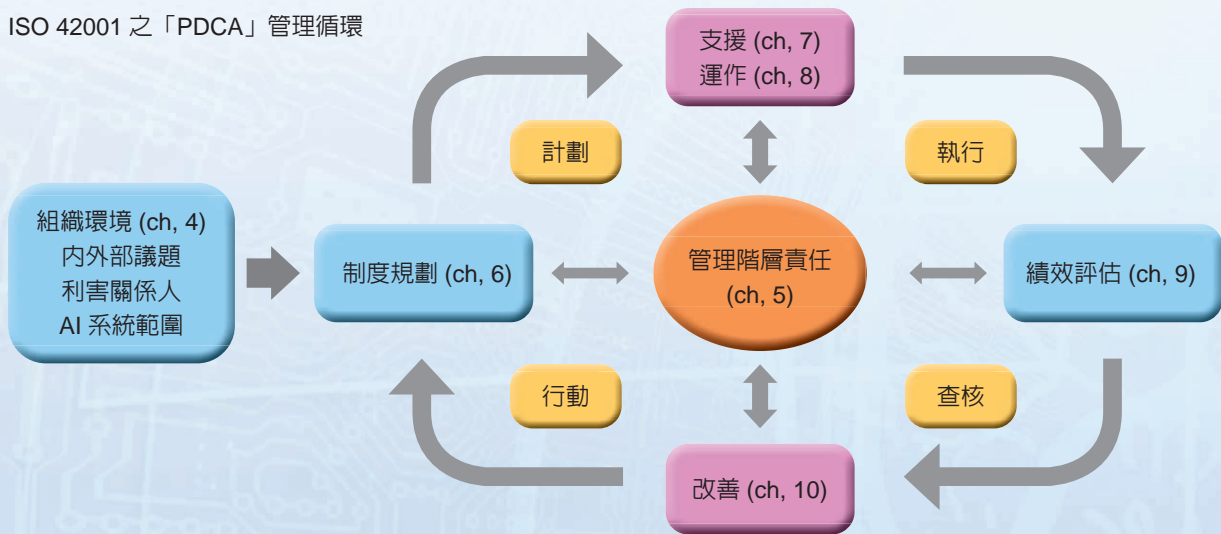 ISO 42001 之「PDCA」管理循環
支援 (ch, 7)
運作 (ch, 8)
計劃
執行
組織環境 (ch, 4)
內外部議題
利害關係人
AI 系統範圍
制度規劃 (ch, 6)
管理階層責任
(ch, 5)
績效評估 (ch, 9)
行動
查核
改善 (ch, 10)